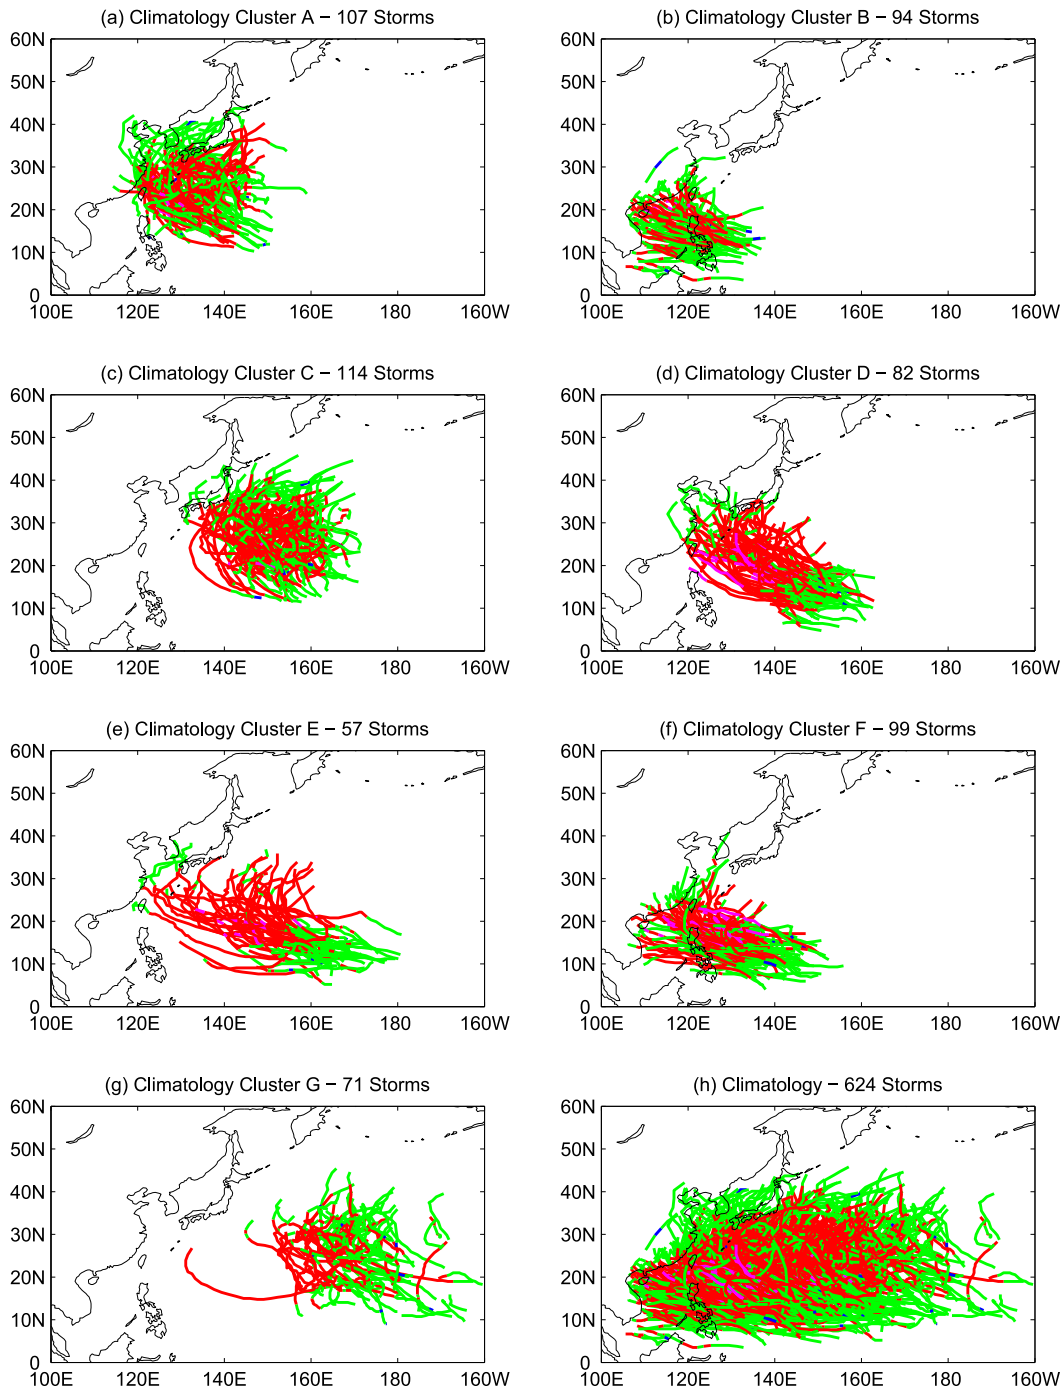 (a) Climatology Cluster A − 107 Storms
60N
50N
40N
30N
20N
10N
0
100E 120E 140E 160E 180 160W
(b) Climatology Cluster B − 94 Storms
60N
50N
40N
30N
20N
10N
0
100E 120E 140E 160E 180 160W
(c) Climatology Cluster C − 114 Storms
60N
50N
40N
30N
20N
10N
0
100E 120E 140E 160E 180 160W
(d) Climatology Cluster D − 82 Storms
60N
50N
40N
30N
20N
10N
0
100E 120E 140E 160E 180 160W
(e) Climatology Cluster E − 57 Storms
60N
50N
40N
30N
20N
10N
0
100E 120E 140E 160E 180 160W
(f) Climatology Cluster F − 99 Storms
60N
50N
40N
30N
20N
10N
0
100E 120E 140E 160E 180 160W
(g) Climatology Cluster G − 71 Storms
60N
50N
40N
30N
20N
10N
0
100E 120E 140E 160E 180 160W
(h) Climatology − 624 Storms
60N
50N
40N
30N
20N
10N
0
100E 120E 140E 160E 180 160W